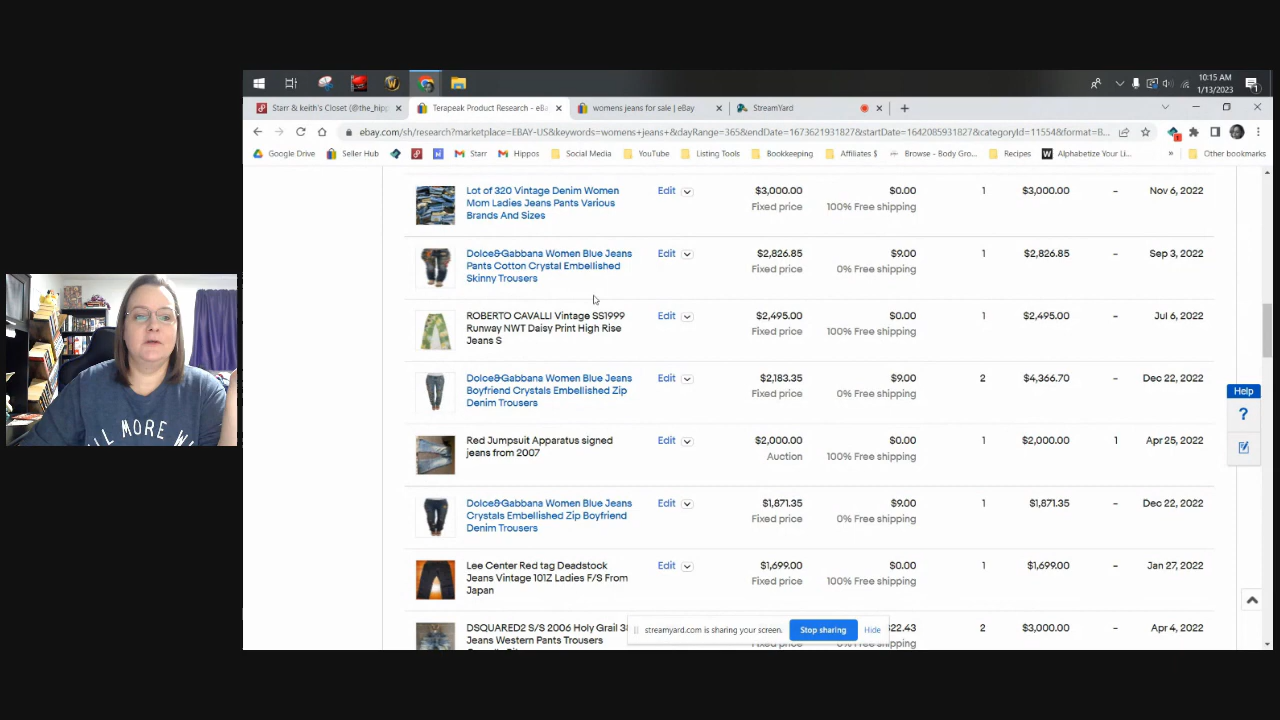 10:15 AM
1/13/2023
Starr & keith's Closet (@the_hipp
Terapeak Product Research - eBa
womens jeans for sale | eBay
StreamYard
ebay.com/sh/research?marketplace=EBAY-US&keywords=womens+jeans+&dayRange=365&endDate=1673621931827&startDate=1642085931827&categoryId=11554&format=B...
Google Drive
Seller Hub
Starr
Hippos
Social Media
YouTube
Listing Tools
Bookkeeping
Affiliates $
Browse - Body Gro...
Recipes
Alphabetize Your Li...
»
Other bookmarks
Lot of 320 Vintage Denim Women Edit $3,000.00 $0.00 1 $3,000.00 - Nov 6, 2022
Mom Ladies Jeans Pants Various Fixed price 100% Free shipping
Brands And Sizes
Dolce&Gabbana Women Blue Jeans Edit $2,826.85 $9.00 1 $2,826.85 - Sep 3, 2022
Pants Cotton Crystal Embellished Fixed price 0% Free shipping
Skinny Trousers
ROBERTO CAVALLI Vintage SS1999 Edit $2,495.00 $0.00 1 $2,495.00 - Jul 6, 2022
Runway NWT Daisy Print High Rise Fixed price 100% Free shipping
Jeans S
Dolce&Gabbana Women Blue Jeans Edit $2,183.35 $9.00 2 $4,366.70 - Dec 22, 2022
Boyfriend Crystals Embellished Zip Fixed price 0% Free shipping
Denim Trousers
Red Jumpsuit Apparatus signed Edit $2,000.00 $0.00 1 $2,000.00 1 Apr 25, 2022
jeans from 2007 Auction 100% Free shipping
Dolce&Gabbana Women Blue Jeans Edit $1,871.35 $9.00 1 $1,871.35 - Dec 22, 2022
Crystals Embellished Zip Boyfriend Fixed price 0% Free shipping
Denim Trousers
Lee Center Red tag Deadstock Edit $1,699.00 $0.00 1 $1,699.00 - Jan 27, 2022
Jeans Vintage 101Z Ladies F/S From Fixed price 100% Free shipping
Japan
DSQUARED2 S/S 2006 Holy Grail 22.43 2 $3,000.00 - Apr 4, 2022
Jeans Western Pants Trousers
Help
?
streamyard.com is sharing your screen.
Stop sharing
Hide
MORE